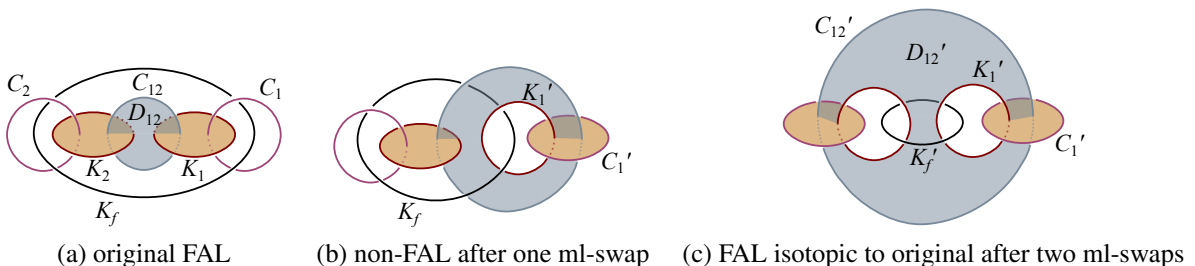 C₂
C₁₂
D₁₂
C₁
K₂
K₁
K_f
(a) original FAL
K₁′
C₁′
K_f
(b) non-FAL after one ml-swap
C₁₂′
D₁₂′
K₁′
C₁′
K_f′
(c) FAL isotopic to original after two ml-swaps